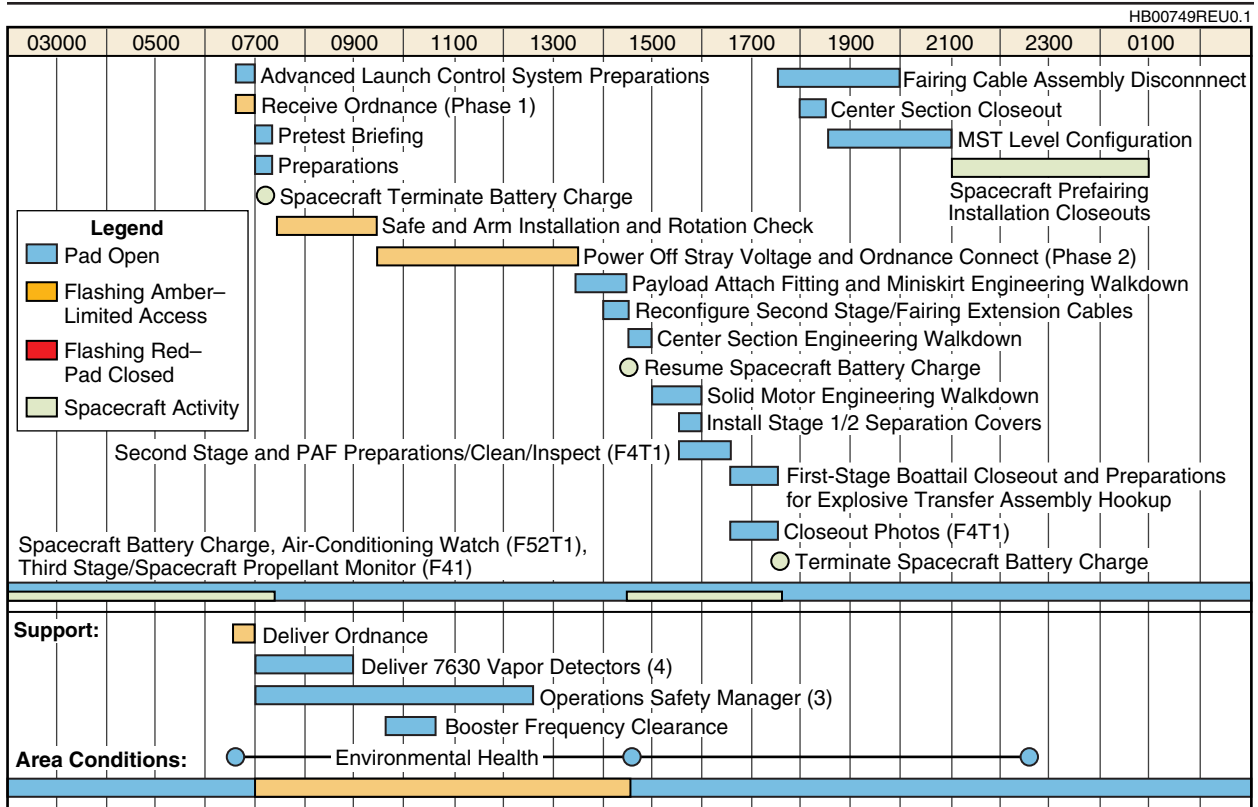 HB00749REU0.1
03000 0500 0700 0900 1100 1300 1500 1700 1900 2100 2300 0100
Advanced Launch Control System Preparations
Fairing Cable Assembly Disconnnect
Receive Ordnance (Phase 1)
Center Section Closeout
Pretest Briefing
MST Level Configuration
Preparations
Spacecraft Prefairing
Installation Closeouts
Spacecraft Terminate Battery Charge
Safe and Arm Installation and Rotation Check
Power Off Stray Voltage and Ordnance Connect (Phase 2)
Payload Attach Fitting and Miniskirt Engineering Walkdown
Reconfigure Second Stage/Fairing Extension Cables
Center Section Engineering Walkdown
Resume Spacecraft Battery Charge
Solid Motor Engineering Walkdown
Install Stage 1/2 Separation Covers
Second Stage and PAF Preparations/Clean/Inspect (F4T1)
First-Stage Boattail Closeout and Preparations
for Explosive Transfer Assembly Hookup
Closeout Photos (F4T1)
Terminate Spacecraft Battery Charge
Legend
Pad Open
Flashing Amber–
Limited Access
Flashing Red–
Pad Closed
Spacecraft Activity
Spacecraft Battery Charge, Air-Conditioning Watch (F52T1),
Third Stage/Spacecraft Propellant Monitor (F41)
Support:
Deliver Ordnance
Deliver 7630 Vapor Detectors (4)
Operations Safety Manager (3)
Booster Frequency Clearance
Area Conditions:
Environmental Health